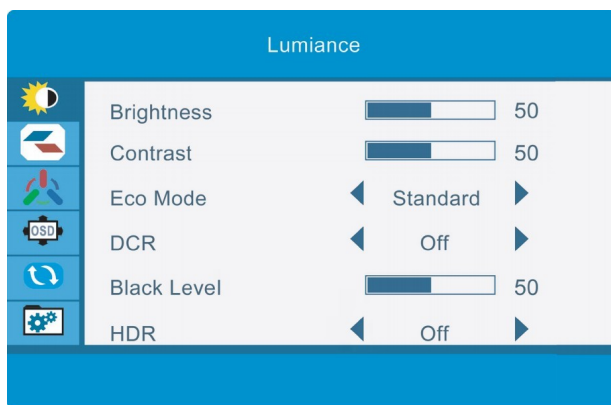 Lumiance
Brightness 50
Contrast 50
Eco Mode Standard
OSD
DCR Off
Black Level 50
HDR Off